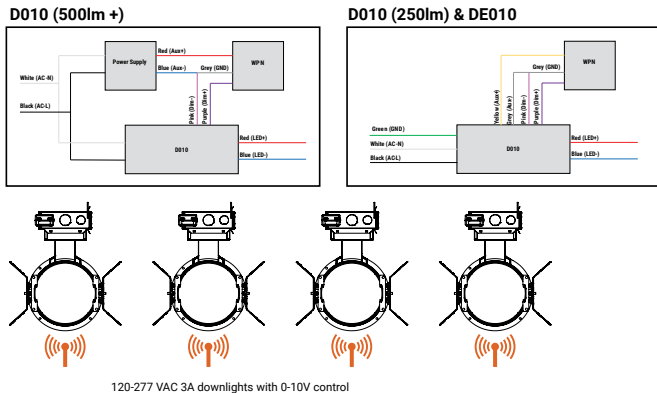 D010 (500lm +)
Power Supply
Red (Aux+)
Blue (Aux-)
Grey (GND)
WPN
White (AC-N)
Black (AC-L)
Pink (Dim-)
Purple (Dim+)
D010
Red (LED+)
Blue (LED-)
D010 (250lm) & DE010
WPN
Grey (GND)
Yellow (Aux+)
Grey (Aux-)
Pink (Dim-)
Purple (Dim+)
Green (GND)
White (AC-N)
Black (AC-L)
D010
Red (LED+)
Blue (LED-)
120-277 VAC 3A downlights with 0-10V control